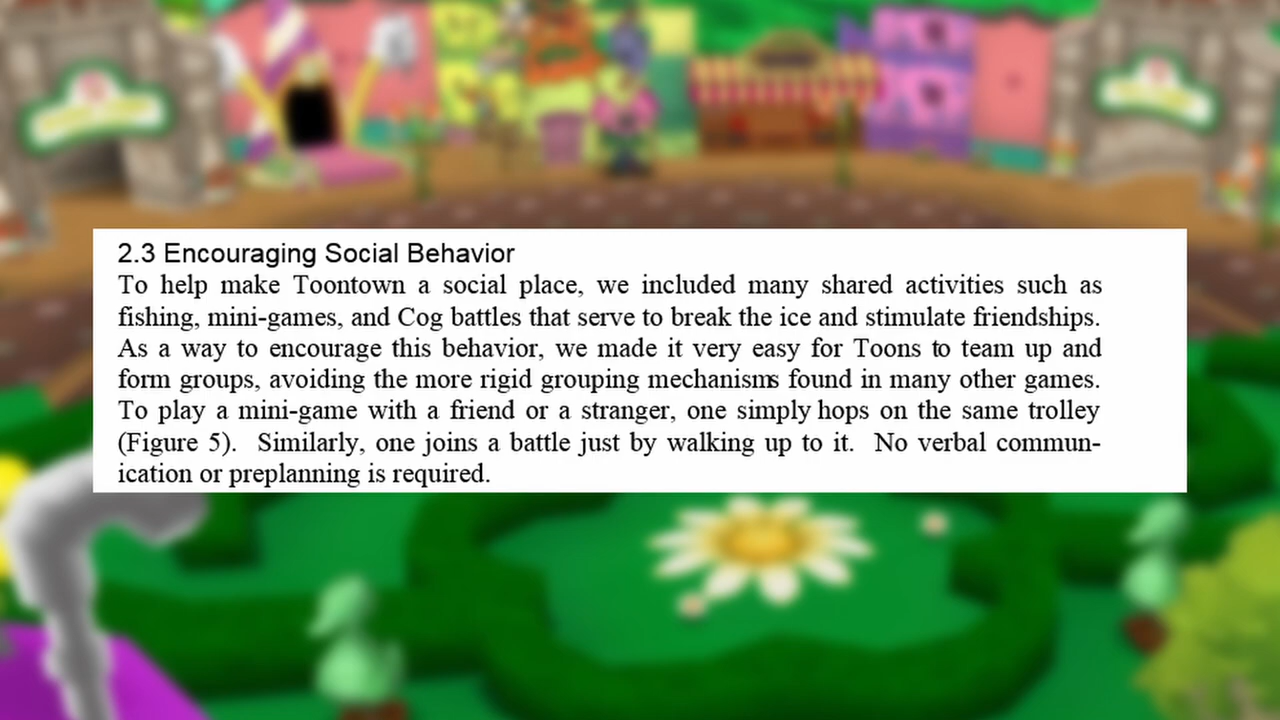 2.3 Encouraging Social Behavior
To help make Toontown a social place, we included many shared activities such as
fishing, mini-games, and Cog battles that serve to break the ice and stimulate friendships.
As a way to encourage this behavior, we made it very easy for Toons to team up and
form groups, avoiding the more rigid grouping mechanisms found in many other games.
To play a mini-game with a friend or a stranger, one simply hops on the same trolley
(Figure 5).  Similarly, one joins a battle just by walking up to it.  No verbal commun-
ication or preplanning is required.